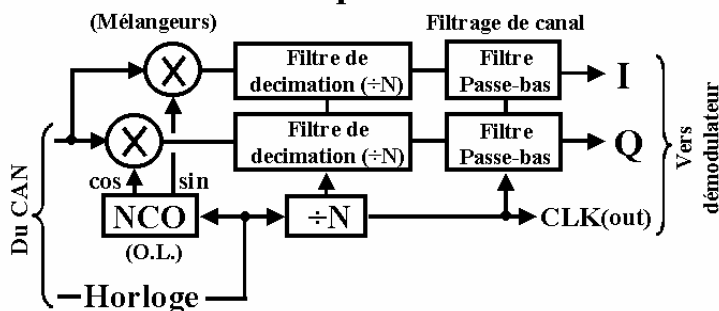 (Mélangeurs)
Filtrage de canal
X
Filtre de
decimation (÷N)
Filtre
Passe-bas
I
X
Filtre de
decimation (÷N)
Filtre
Passe-bas
Q
cos
sin
NCO
(O.L.)
÷N
CLK(out)
Horloge
Du CAN
Vers
démodulateur